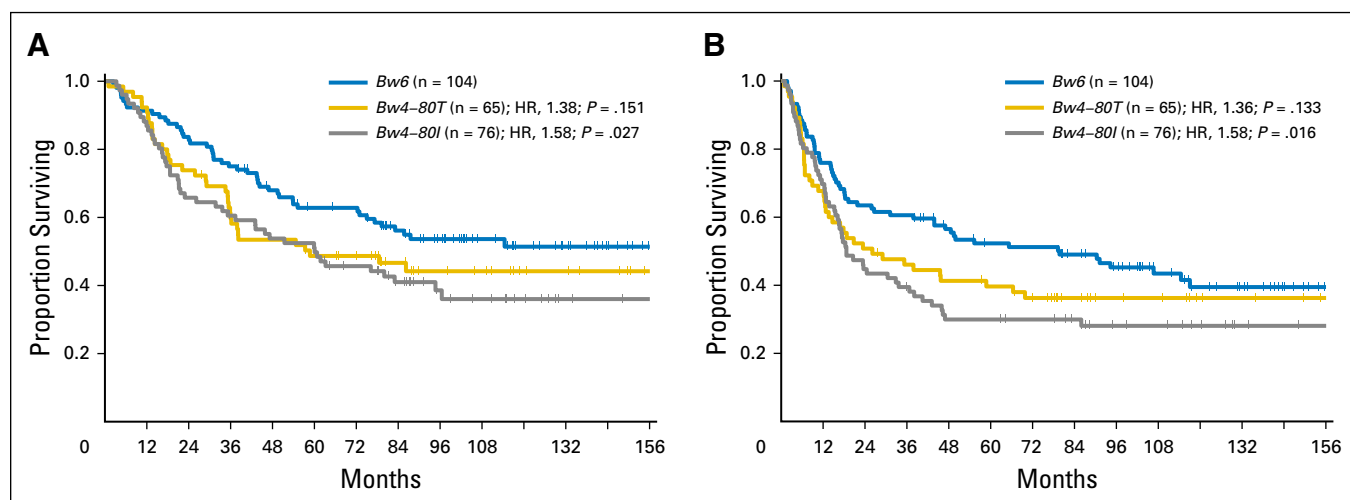 A
Bw6 (n = 104)
Bw4–80T (n = 65); HR, 1.38; P = .151
Bw4–80I (n = 76); HR, 1.58; P = .027
Proportion Surviving
1.0
0.8
0.6
0.4
0.2
0 12 24 36 48 60 72 84 96 108 132 156
Months
B
Bw6 (n = 104)
Bw4–80T (n = 65); HR, 1.36; P = .133
Bw4–80I (n = 76); HR, 1.58; P = .016
Proportion Surviving
1.0
0.8
0.6
0.4
0.2
0 12 24 36 48 60 72 84 96 108 132 156
Months